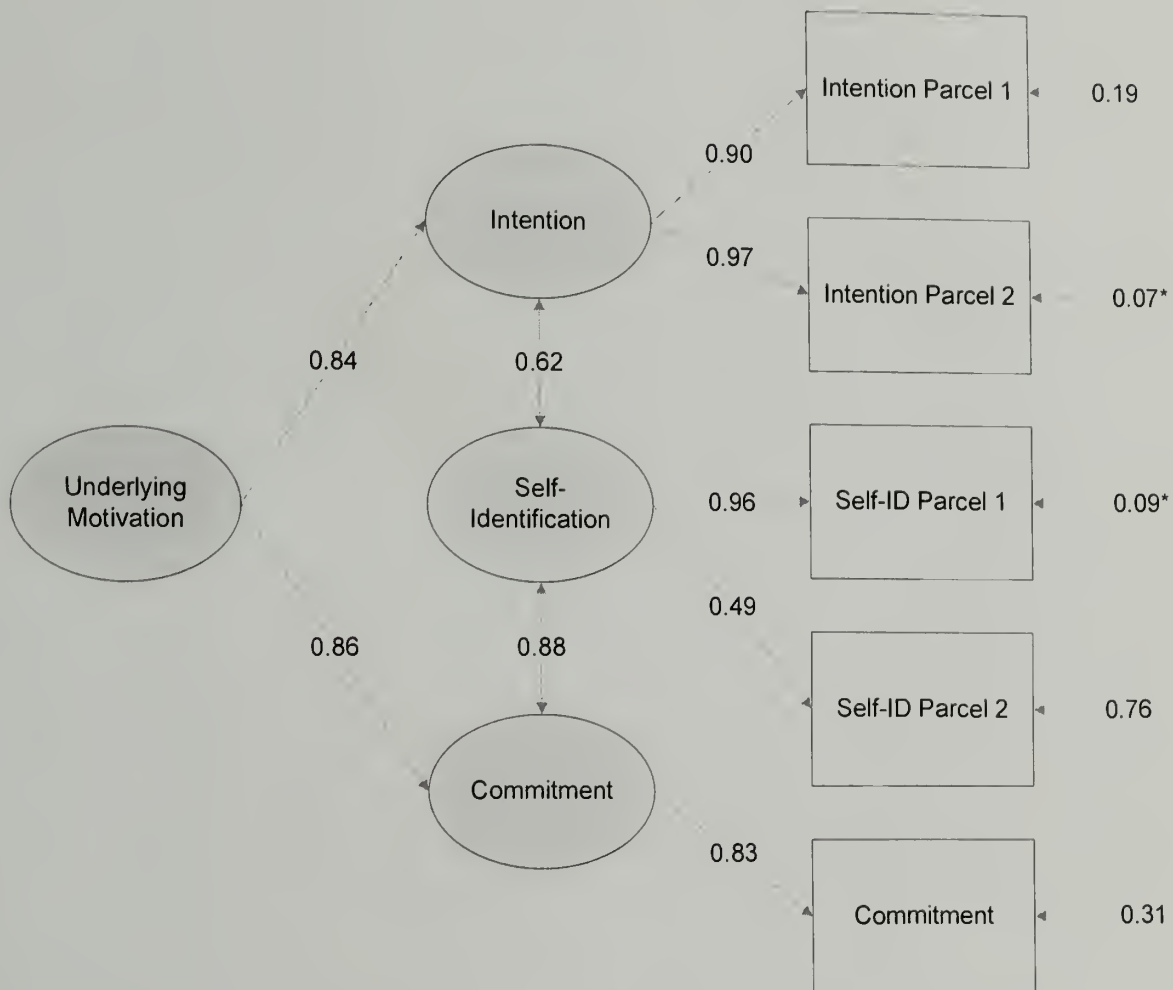 Intention Parcel 1
0.19
0.90
Intention
0.97
Intention Parcel 2
0.07*
0.84
0.62
Underlying
Motivation
Self-
Identification
0.96
Self-ID Parcel 1
0.09*
0.49
0.86
0.88
Self-ID Parcel 2
0.76
Commitment
0.83
Commitment
0.31